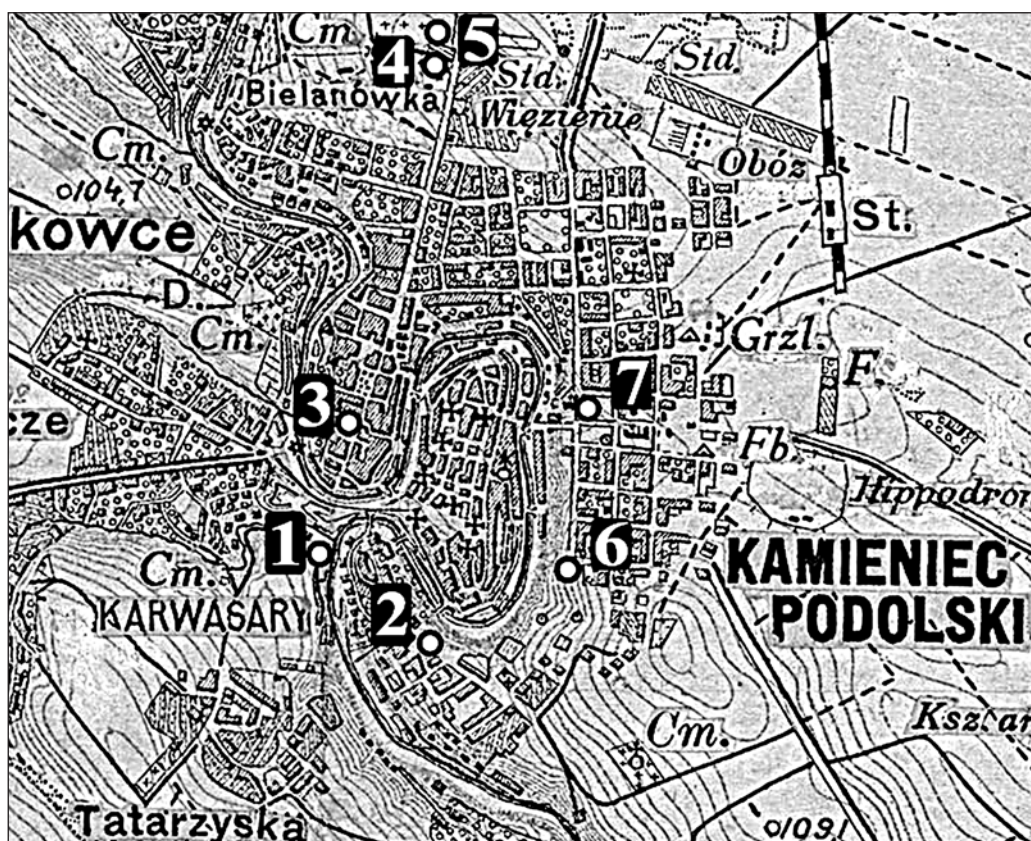 Cm.
4
5
Std.
Std.
Bielanówka
Więzienie
Cm.
Obóz
o104,7
kowce
St.
D.
Cm.
Grzl.
3
7
F.
cze
Fb.
Hippodrom
1
6
Cm.
KAMIENIEC
PODOLSKI
KARWASARY
2
Cm.
Tatarzyska
o109,1